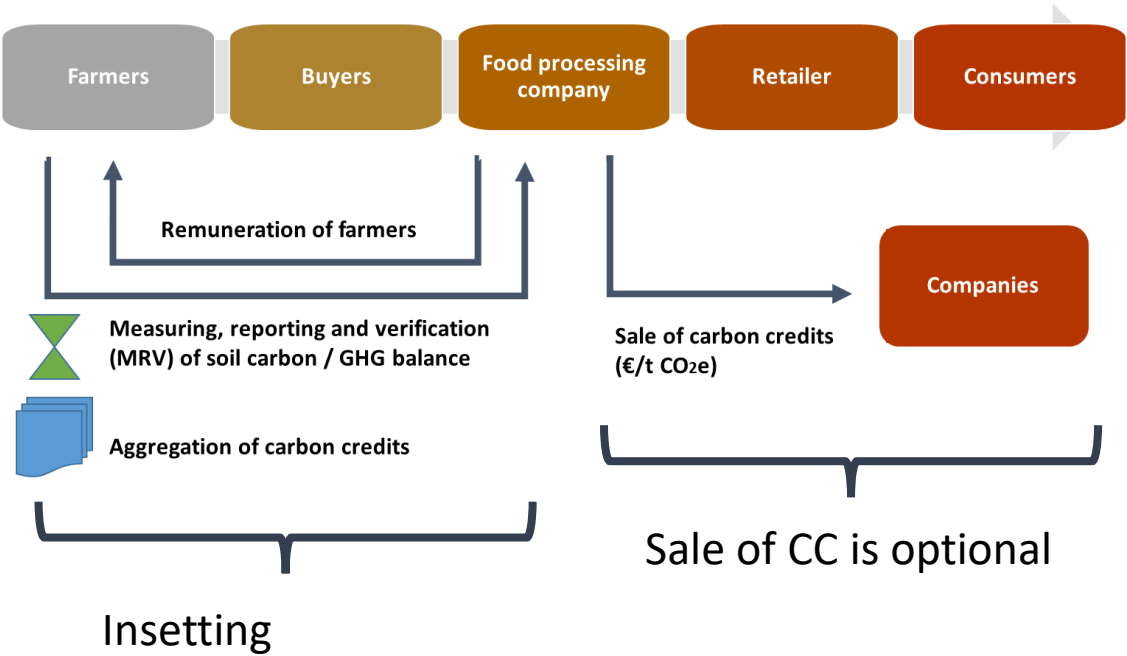 Farmers
Buyers
Food processing
company
Retailer
Consumers
Remuneration of farmers
Measuring, reporting and verification
(MRV) of soil carbon / GHG balance
Aggregation of carbon credits
Insetting
Companies
Sale of carbon credits
(€/t CO2e)
Sale of CC is optional